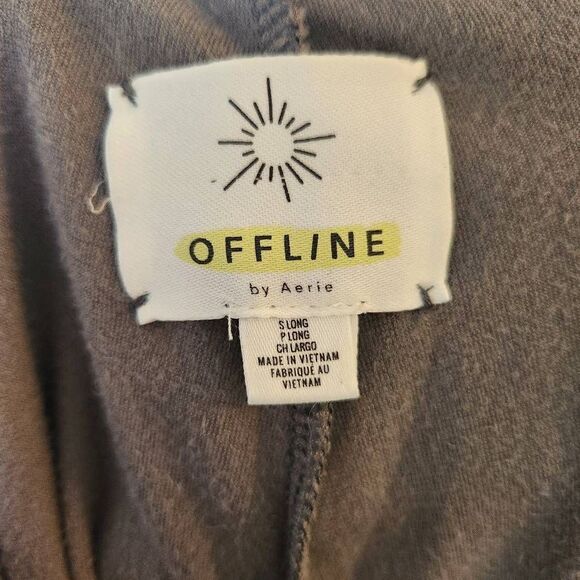 OFFLINE
by Aerie
S LONG
P LONG
CH LARGO
MADE IN VIETNAM
FABRIQUÉ AU
VIETNAM